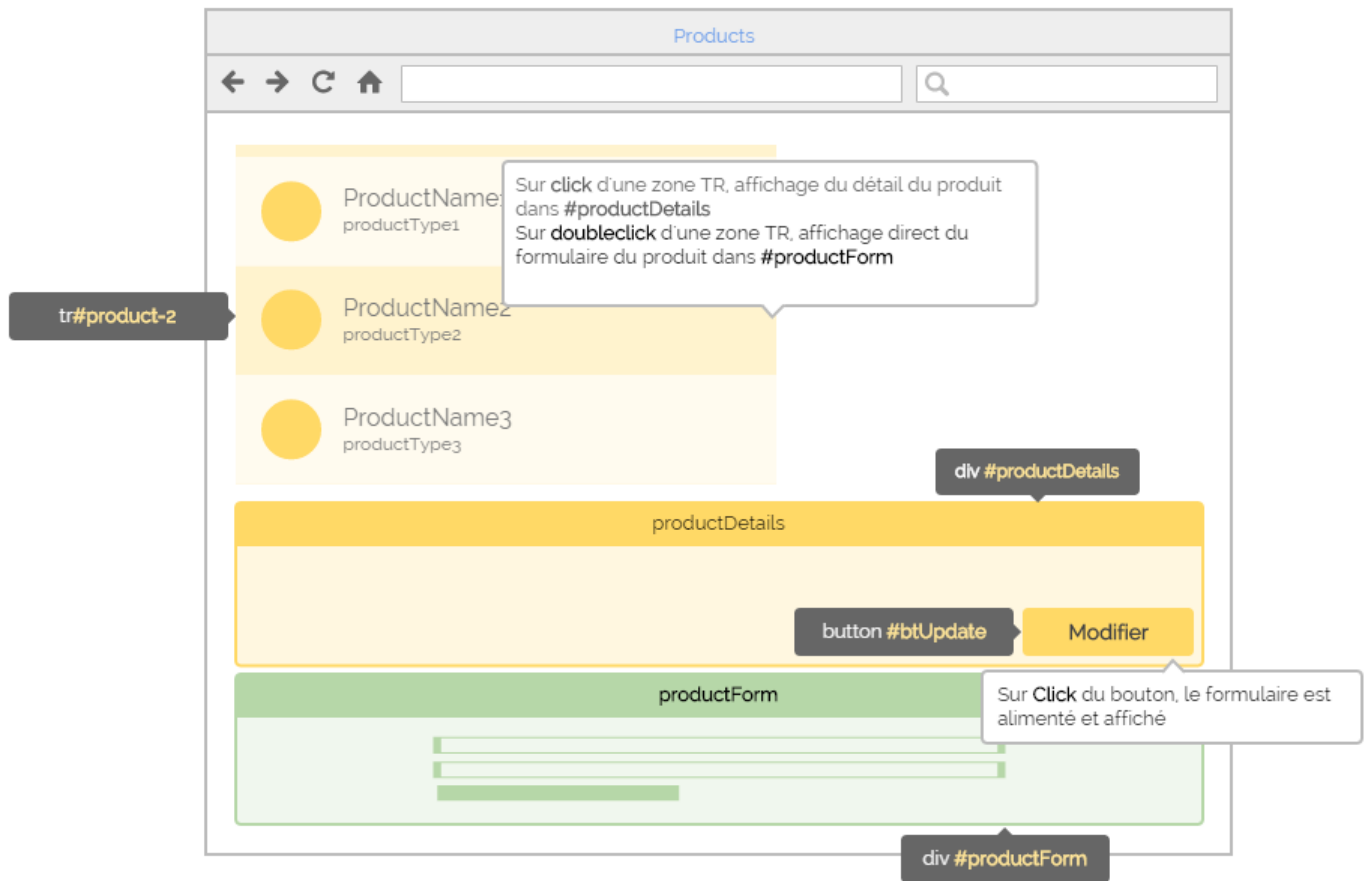 Products
ProductName1
productType1
Sur click d'une zone TR, affichage du détail du produit
dans #productDetails
Sur doubleclick d'une zone TR, affichage direct du
formulaire du produit dans #productForm
tr#product-2
ProductName2
productType2
ProductName3
productType3
div #productDetails
productDetails
button #btUpdate
Modifier
productForm
Sur Click du bouton, le formulaire est
alimenté et affiché
div #productForm